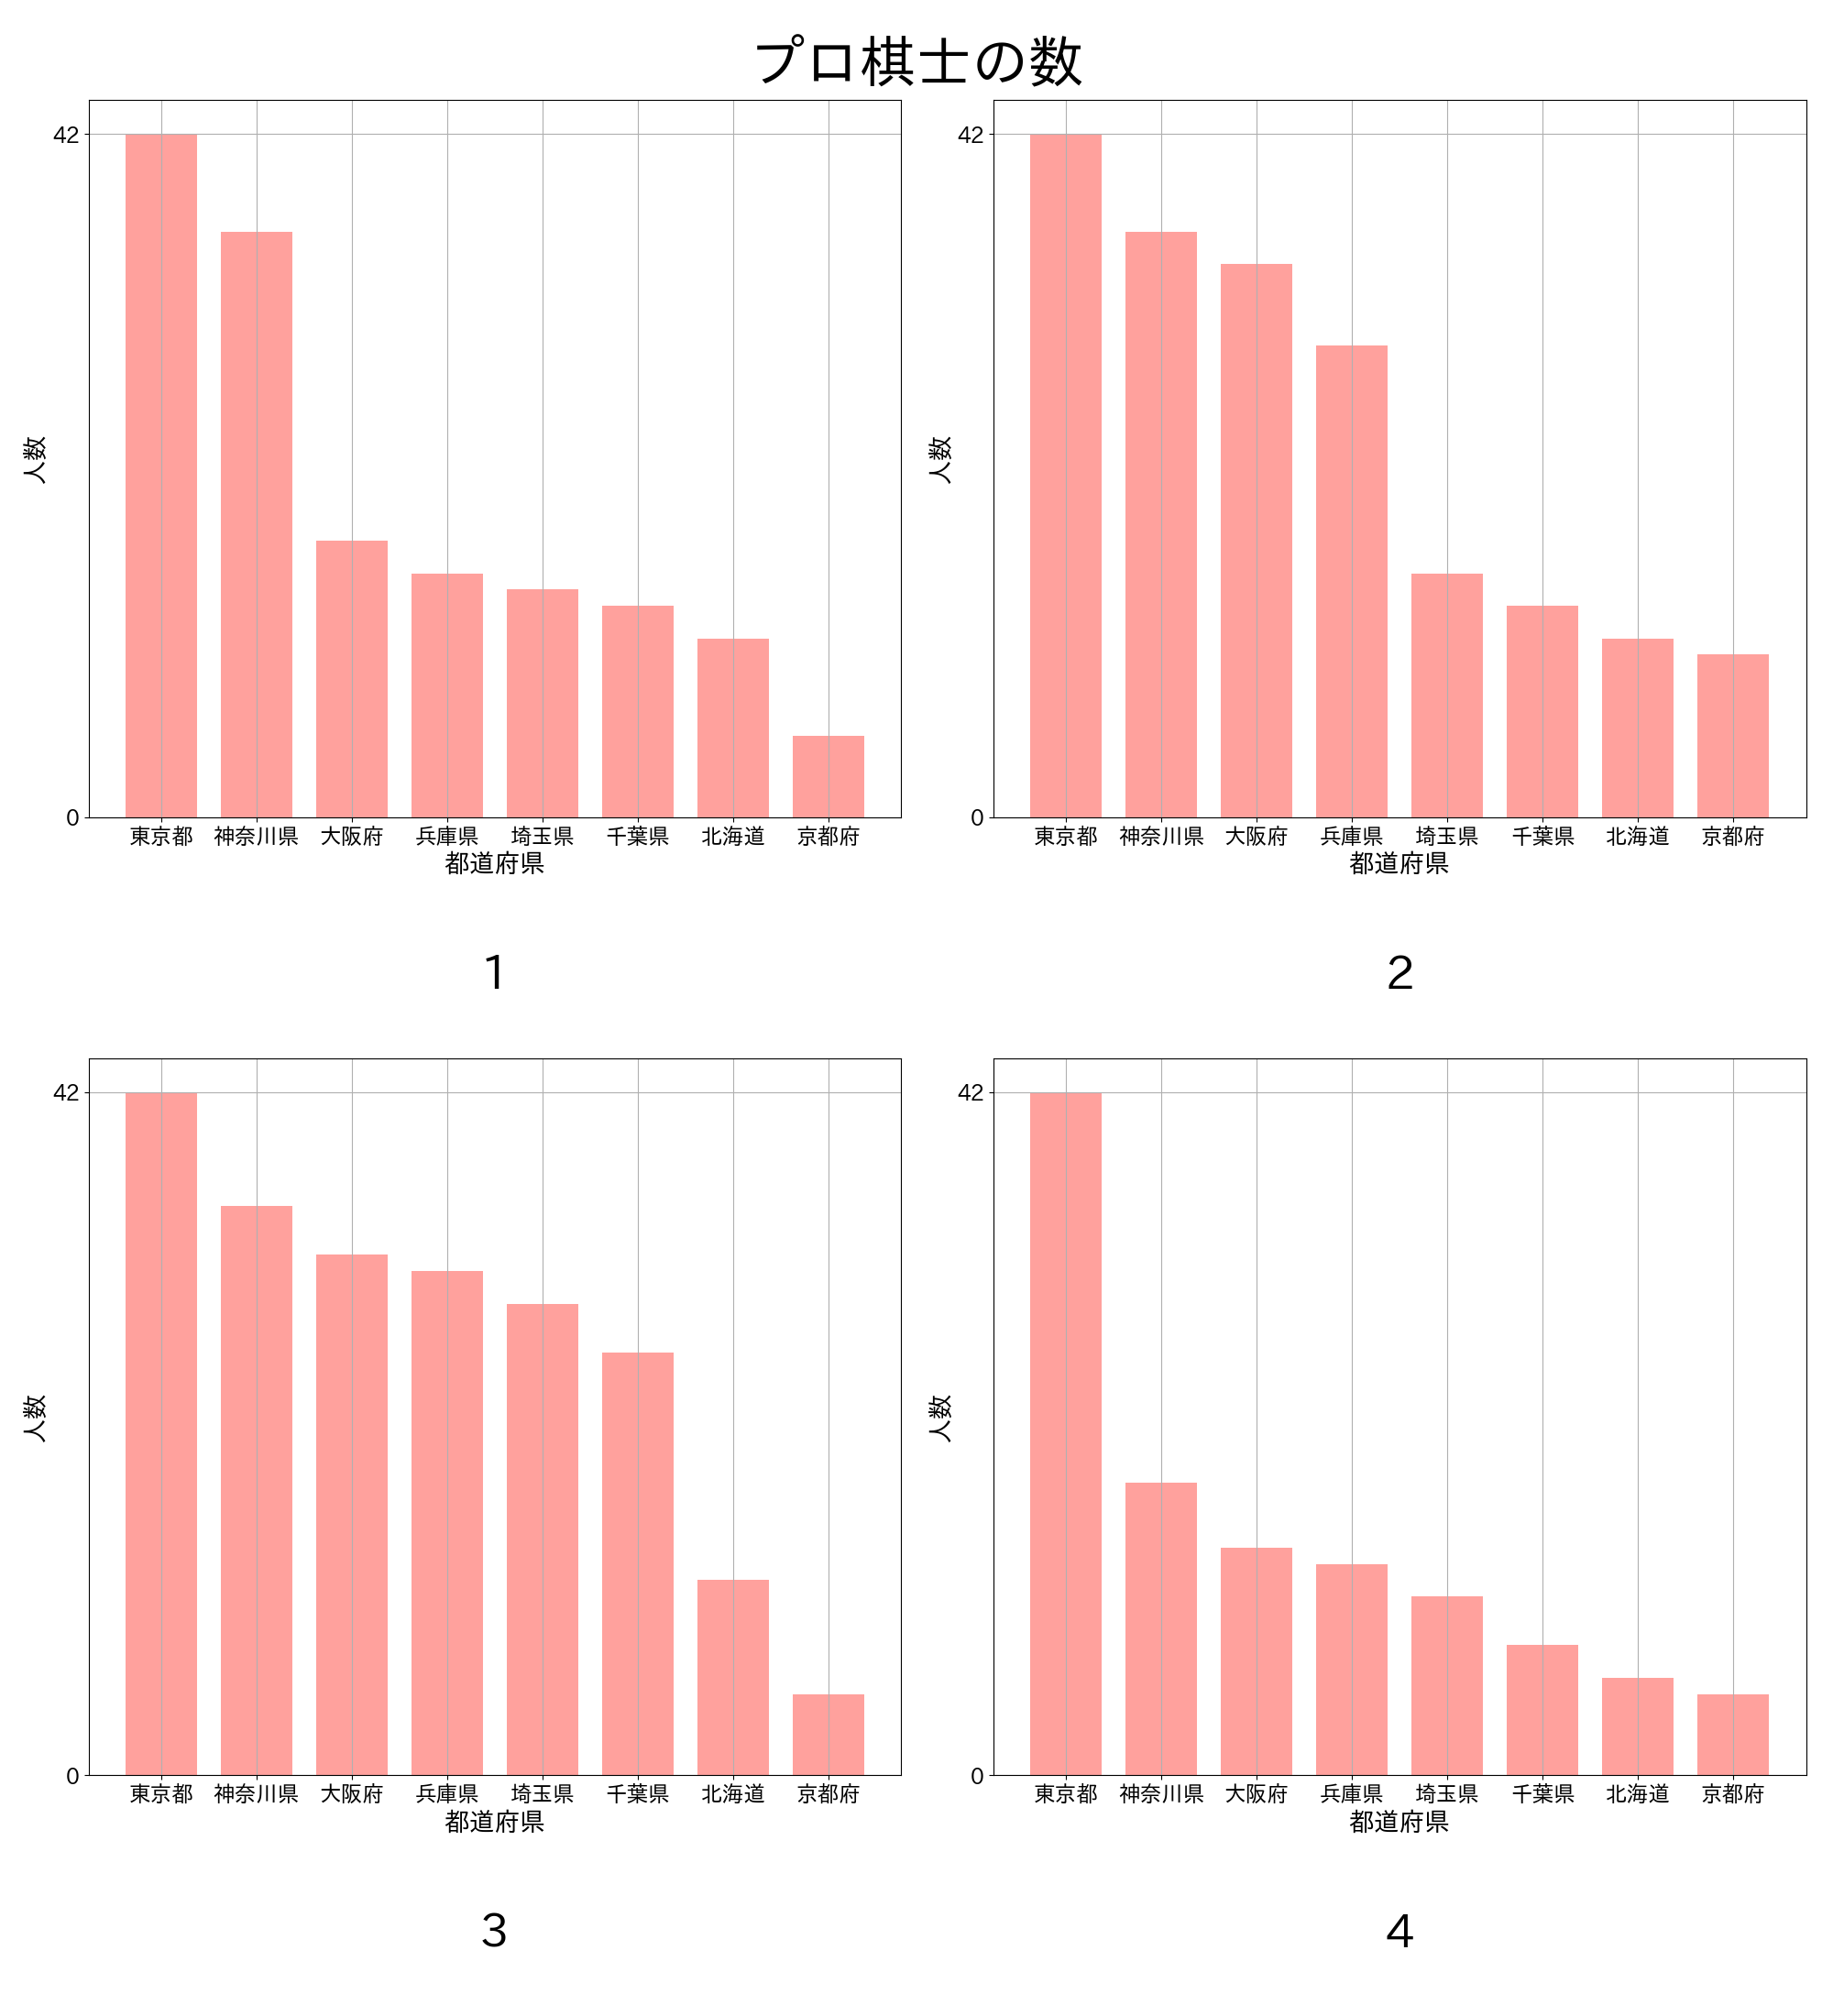 プロ棋士の数
42
0
人数
東京都 神奈川県 大阪府 兵庫県 埼玉県 千葉県 北海道 京都府
都道府県
1
42
0
人数
東京都 神奈川県 大阪府 兵庫県 埼玉県 千葉県 北海道 京都府
都道府県
2
42
0
人数
東京都 神奈川県 大阪府 兵庫県 埼玉県 千葉県 北海道 京都府
都道府県
3
42
0
人数
東京都 神奈川県 大阪府 兵庫県 埼玉県 千葉県 北海道 京都府
都道府県
4